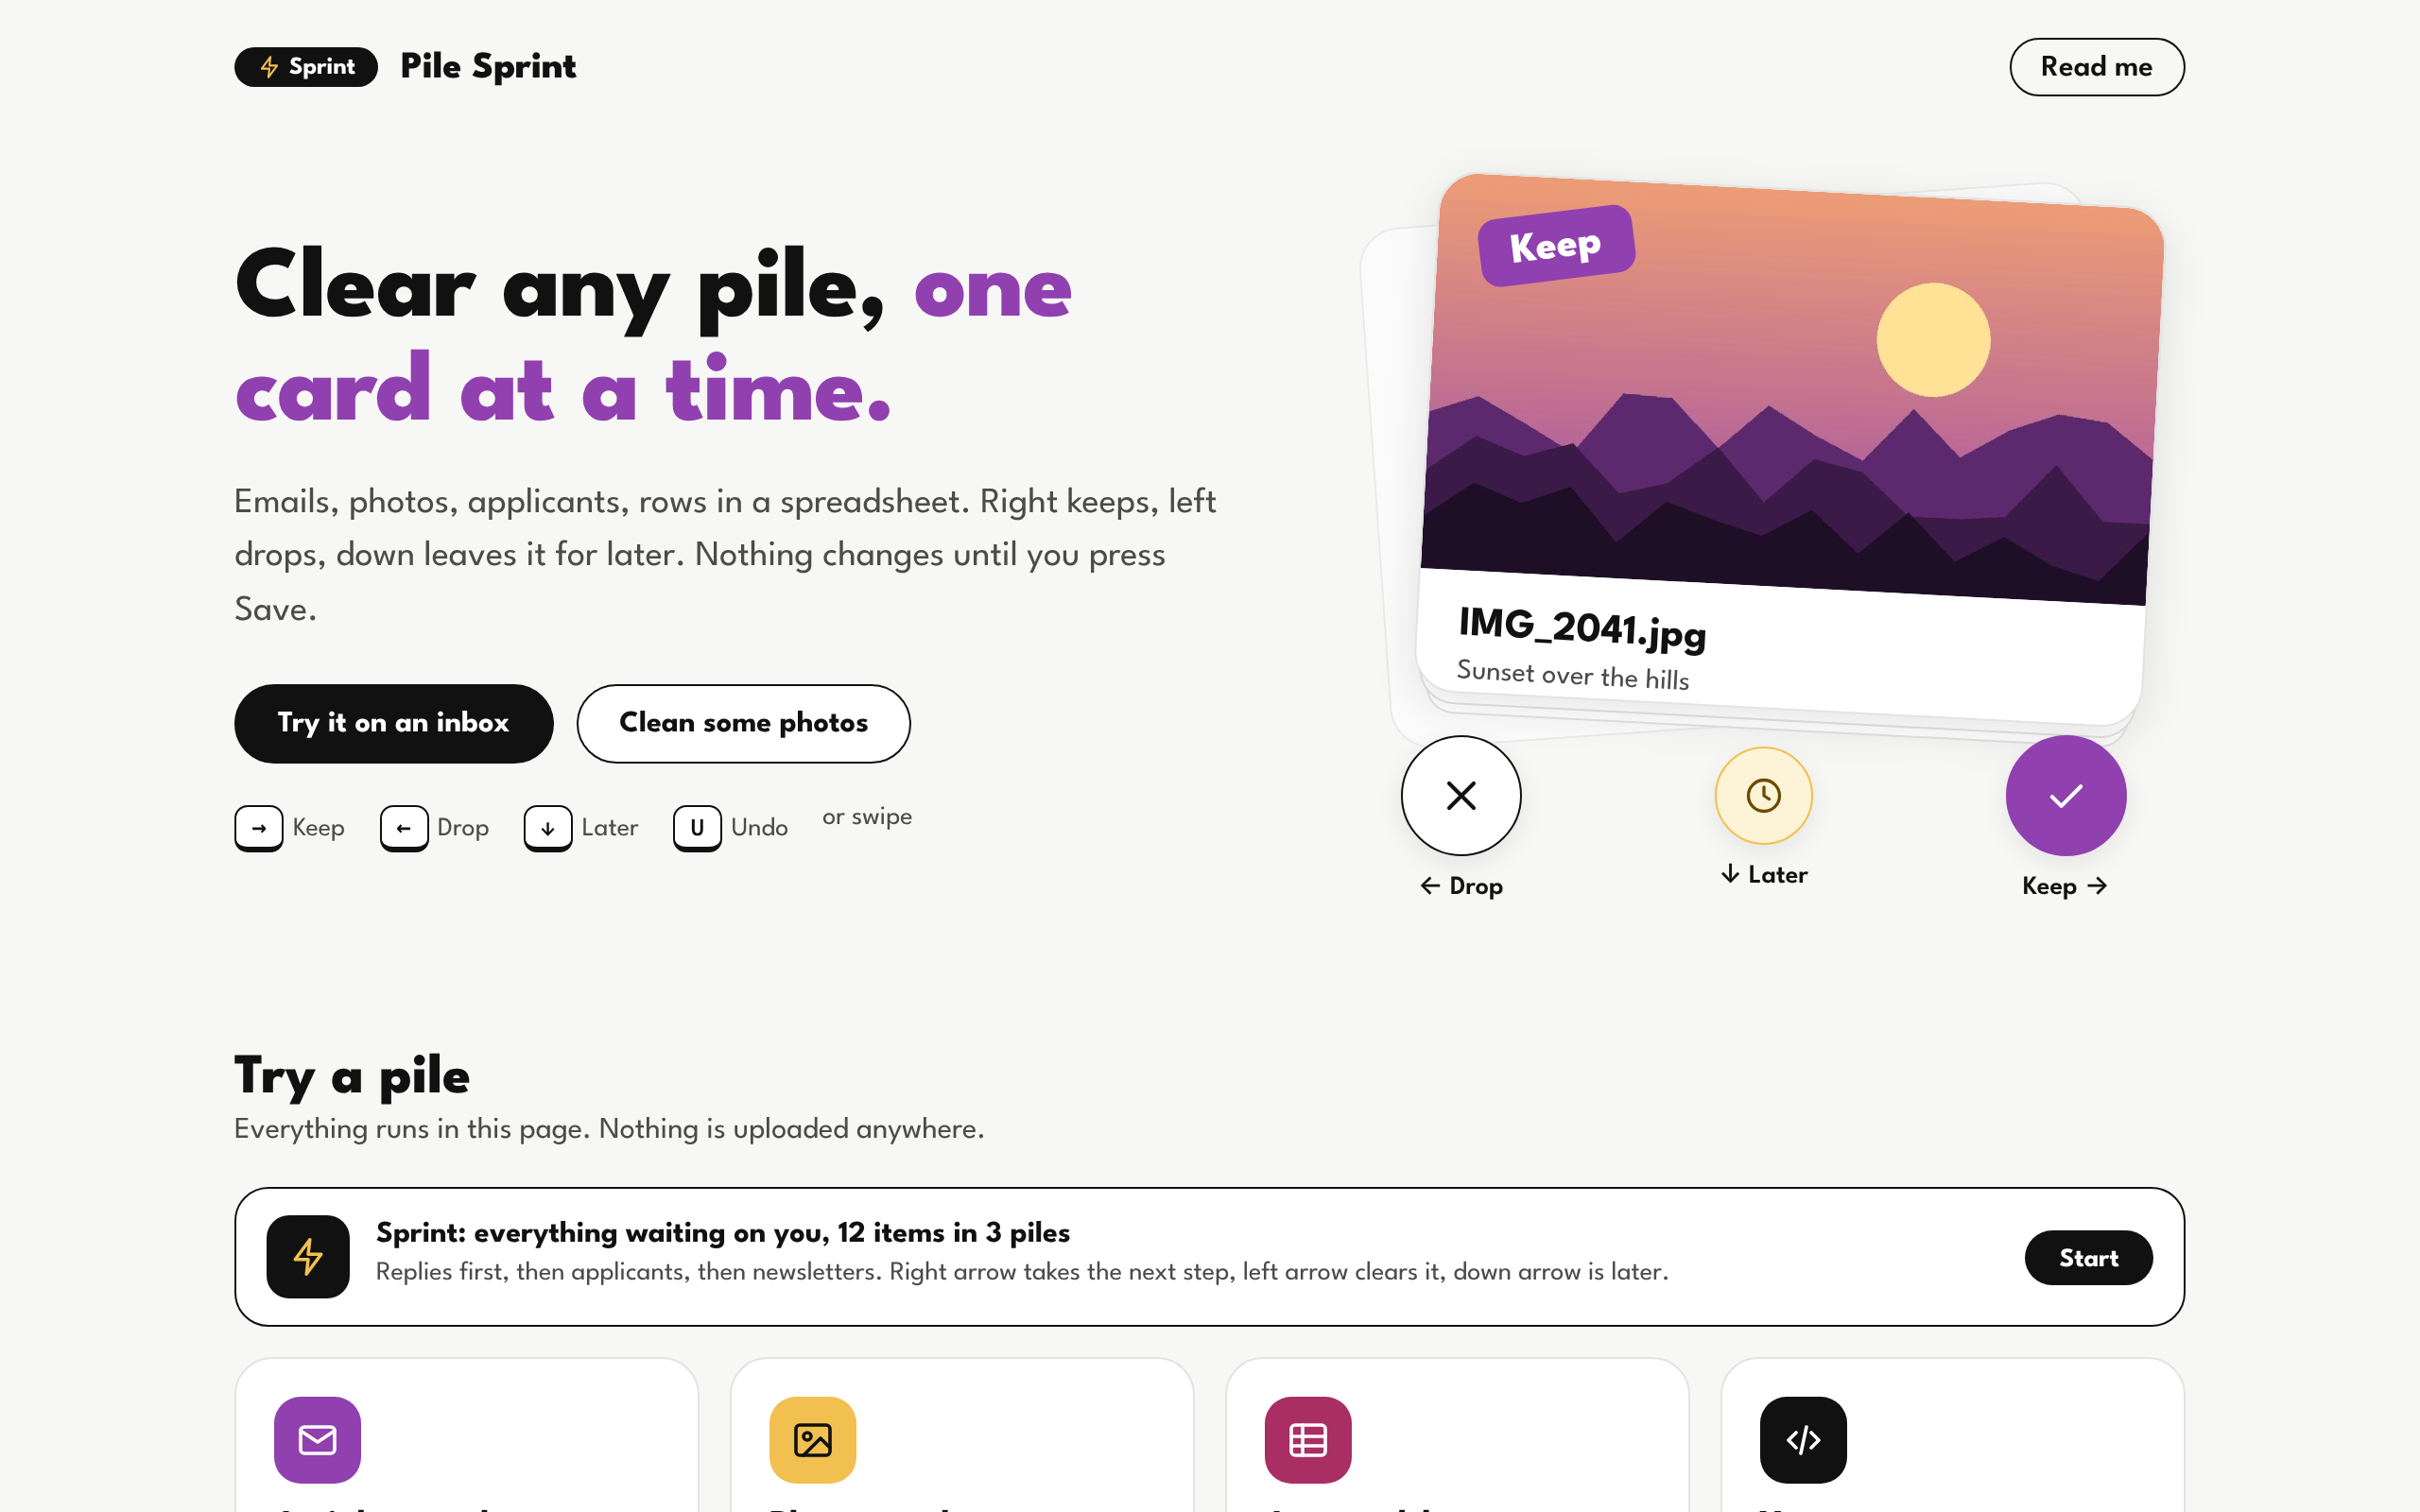 Sprint
Pile Sprint
Read me
Clear any pile, one
card at a time.
Emails, photos, applicants, rows in a spreadsheet. Right keeps, left
drops, down leaves it for later. Nothing changes until you press
Save.
Try it on an inbox
Clean some photos
→ Keep
← Drop
↓ Later
U Undo
or swipe
Keep
IMG_2041.jpg
Sunset over the hills
← Drop
↓ Later
Keep →
Try a pile
Everything runs in this page. Nothing is uploaded anywhere.
Sprint: everything waiting on you, 12 items in 3 piles
Replies first, then applicants, then newsletters. Right arrow takes the next step, left arrow clears it, down arrow is later.
Start